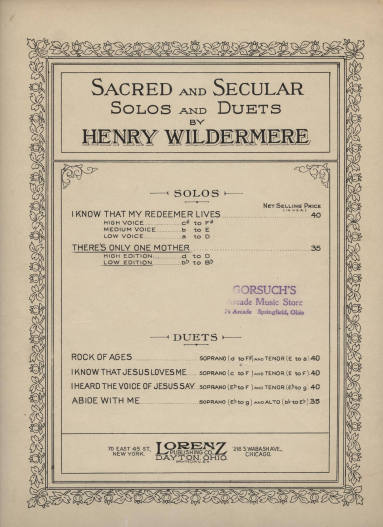 SACRED AND SECULAR
SOLOS AND DUETS
BY
HENRY WILDERMERE
SOLOS
NET SELLING PRICE
I KNOW THAT MY REDEEMER LIVES 40
HIGH VOICE c♯ to F♯
MEDIUM VOICE b to E
LOW VOICE a to D
THERE'S ONLY ONE MOTHER 35
HIGH EDITION d to D
LOW EDITION b♭ to B♭
GORSUCH'S
Arcade Music Store
Arcade Springfield, Ohio
DUETS
ROCK OF AGES SOPRANO (d to F♯) AND TENOR (E to a) 40
I KNOW THAT JESUS LOVES ME SOPRANO (c to F) AND TENOR (E to F) 40
I HEARD THE VOICE OF JESUS SAY SOPRANO (E♭ to F) AND TENOR (E♭ to g) 40
ABIDE WITH ME SOPRANO (E♭ to g) AND ALTO (b♭ to E♭) 35
70 EAST 45 ST., NEW YORK.
LORENZ
PUBLISHING CO.
DAYTON, OHIO.
218 S. WABASH AVE., CHICAGO.